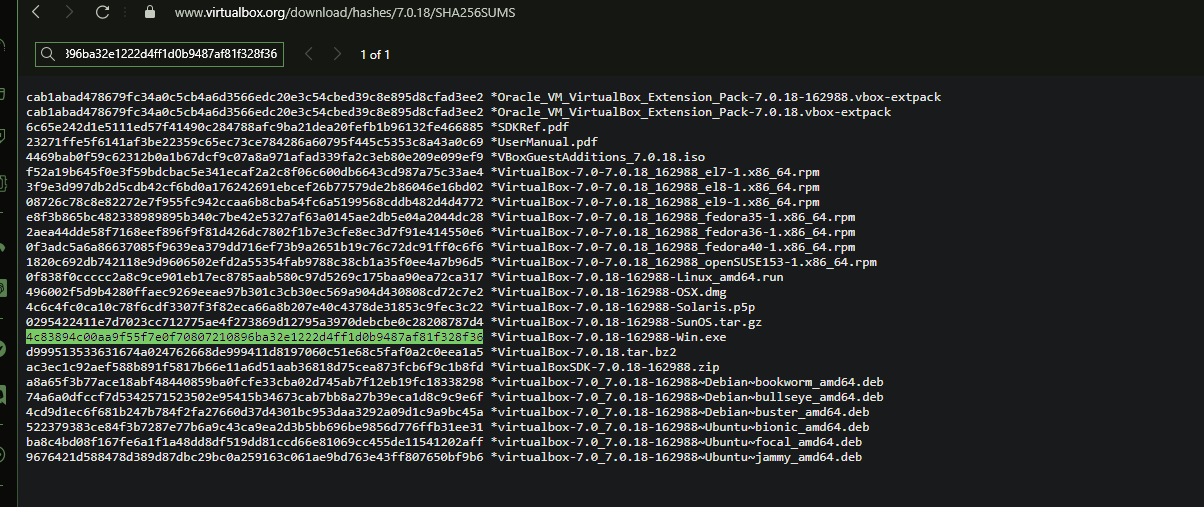 www.virtualbox.org/download/hashes/7.0.18/SHA256SUMS
396ba32e1222d4ff1d0b9487af81f328f36
1 of 1
cab1abad478679fc34a0c5cb4a6d3566edc20e3c54cbed39c8e895d8cfad3ee2 *Oracle_VM_VirtualBox_Extension_Pack-7.0.18-162988.vbox-extpack
cab1abad478679fc34a0c5cb4a6d3566edc20e3c54cbed39c8e895d8cfad3ee2 *Oracle_VM_VirtualBox_Extension_Pack-7.0.18.vbox-extpack
6c65e242d1e5111ed57f41490c284788afc9ba21dea20fefb1b96132fe466885 *SDKRef.pdf
23271ffe5f6141af3be22359c65ec73ce784286a60795f445c5353c8a43a0c69 *UserManual.pdf
4469bab0f59c62312b0a1b67dcf9c07a8a971afad339fa2c3eb80e209e099ef9 *VBoxGuestAdditions_7.0.18.iso
f52a19b645f0e3f59bdcbac5e341ecaf2a2c8f06c600db6643cd987a75c33ae4 *VirtualBox-7.0-7.0.18_162988_el7-1.x86_64.rpm
3f9e3d997db2d5cdb42cf6bd0a176242691ebcef26b77579de2b86046e16bd02 *VirtualBox-7.0-7.0.18_162988_el8-1.x86_64.rpm
08726c78c8e82272e7f955fc942ccaa6b8cba54fc6a5199568cddb482d4d4772 *VirtualBox-7.0-7.0.18_162988_el9-1.x86_64.rpm
e8f3b865bc482338989895b340c7be42e5327af63a0145ae2db5e04a2044dc28 *VirtualBox-7.0-7.0.18_162988_fedora35-1.x86_64.rpm
2aea44dde58f7168eef896f9f81d426dc7802f1b7e3cfe8ec3d7f91e414550e6 *VirtualBox-7.0-7.0.18_162988_fedora36-1.x86_64.rpm
0f3adc5a6a86637085f9639ea379dd716ef73b9a2651b19c76c72dc91ff0c6f6 *VirtualBox-7.0-7.0.18_162988_fedora40-1.x86_64.rpm
1820c692db742118e9d9606502efd2a55354fab9788c38cb1a35f0ee4a7b96d5 *VirtualBox-7.0-7.0.18_162988_openSUSE153-1.x86_64.rpm
0f838f0ccccc2a8c9ce901eb17ec8785aab580c97d5269c175baa90ea72ca317 *VirtualBox-7.0.18-162988-Linux_amd64.run
496002f5d9b4280ffaec9269eeae97b301c3cb30ec569a904d430808cd72c7e2 *VirtualBox-7.0.18-162988-OSX.dmg
4c6c4fc0ca10c78f6cdf3307f3f82eca66a8b207e40c4378de31853c9fec3c22 *VirtualBox-7.0.18-162988-Solaris.p5p
0295422411e7d7023cc712775ae4f273869d12795a3970debcbe0c28208787d4 *VirtualBox-7.0.18-162988-SunOS.tar.gz
4c83894c00aa9f55f7e0f70807210896ba32e1222d4ff1d0b9487af81f328f36 *VirtualBox-7.0.18-162988-Win.exe
d999513533631674a024762668de999411d8197060c51e68c5faf0a2c0eea1a5 *VirtualBox-7.0.18.tar.bz2
ac3ec1c92aef588b891f5817b66e11a6d51aab36818d75cea873fcb6f9c1b8fd *VirtualBoxSDK-7.0.18-162988.zip
a8a65f3b77ace18abf48440859ba0fcfe33cba02d745ab7f12eb19fc18338298 *virtualbox-7.0_7.0.18-162988~Debian~bookworm_amd64.deb
74a6a0dfccf7d5342571523502e95415b34673cab7bb8a27b39eca1d8c9c9e6f *virtualbox-7.0_7.0.18-162988~Debian~bullseye_amd64.deb
4cd9d1ec6f681b247b784f2fa27660d37d4301bc953daa3292a09d1c9a9bc45a *virtualbox-7.0_7.0.18-162988~Debian~buster_amd64.deb
522379383ce84f3b7287e77b6a9c43ca9ea2d3b5bb696be9856d776ffb31ee31 *virtualbox-7.0_7.0.18-162988~Ubuntu~bionic_amd64.deb
ba8c4bd08f167fe6a1f1a48dd8df519dd81ccd66e81069cc455de11541202aff *virtualbox-7.0_7.0.18-162988~Ubuntu~focal_amd64.deb
9676421d588478d389d87dbc29bc0a259163c061ae9bd763e43ff807650bf9b6 *virtualbox-7.0_7.0.18-162988~Ubuntu~jammy_amd64.deb